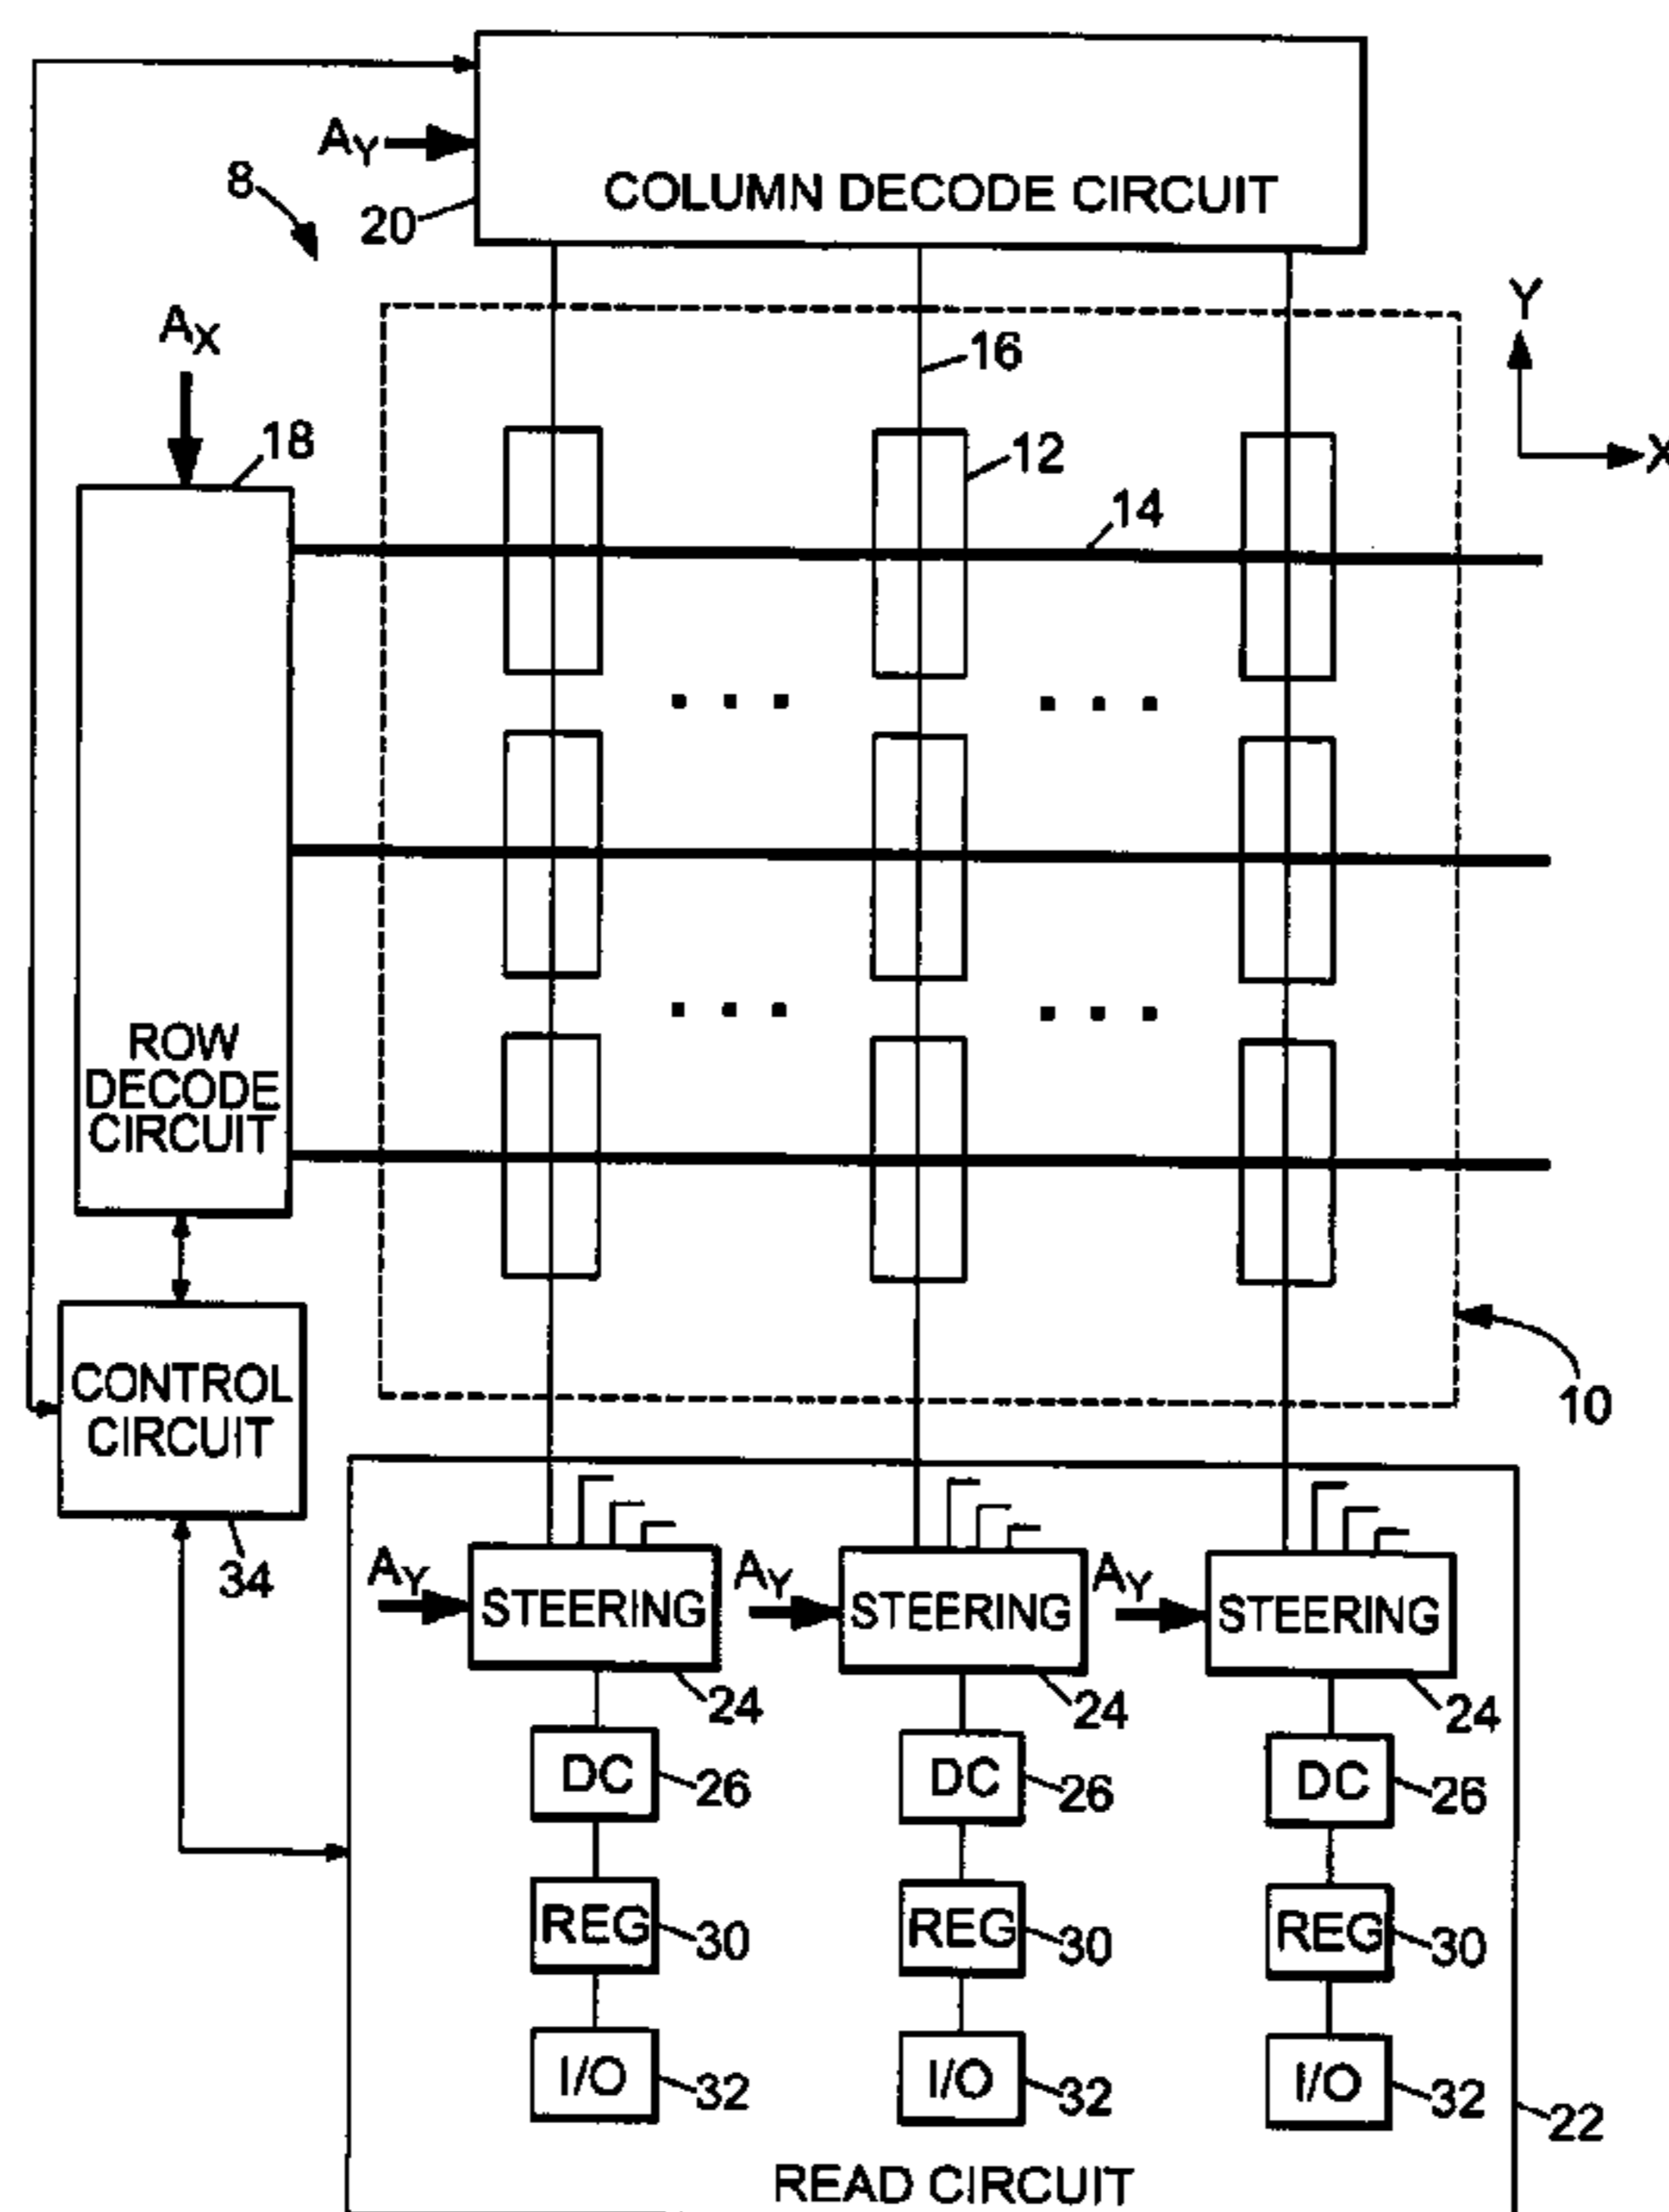 AY
COLUMN DECODE CIRCUIT
8
20
AX
16
Y
18
12
X
14
ROW
DECODE
CIRCUIT
CONTROL
CIRCUIT
10
34
AY STEERING AY STEERING AY STEERING
24 24 24
DC 26 DC 26 DC 26
REG 30 REG 30 REG 30
I/O 32 I/O 32 I/O 32
22
READ CIRCUIT